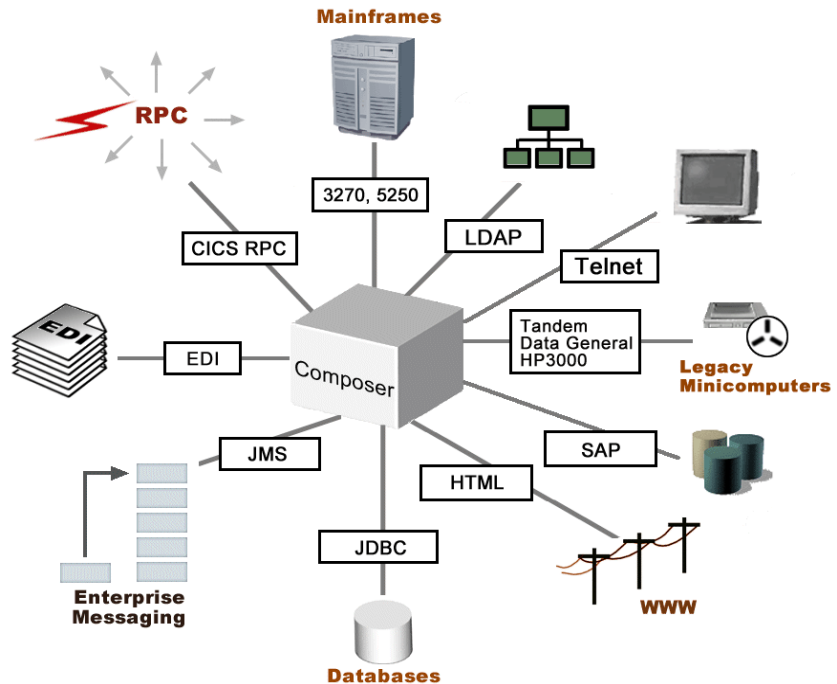 Mainframes
RPC
3270, 5250
CICS RPC
LDAP
Telnet
EDI
EDI
Composer
Tandem
Data General
HP3000
Legacy
Minicomputers
JMS
SAP
HTML
JDBC
Enterprise
Messaging
WWW
Databases